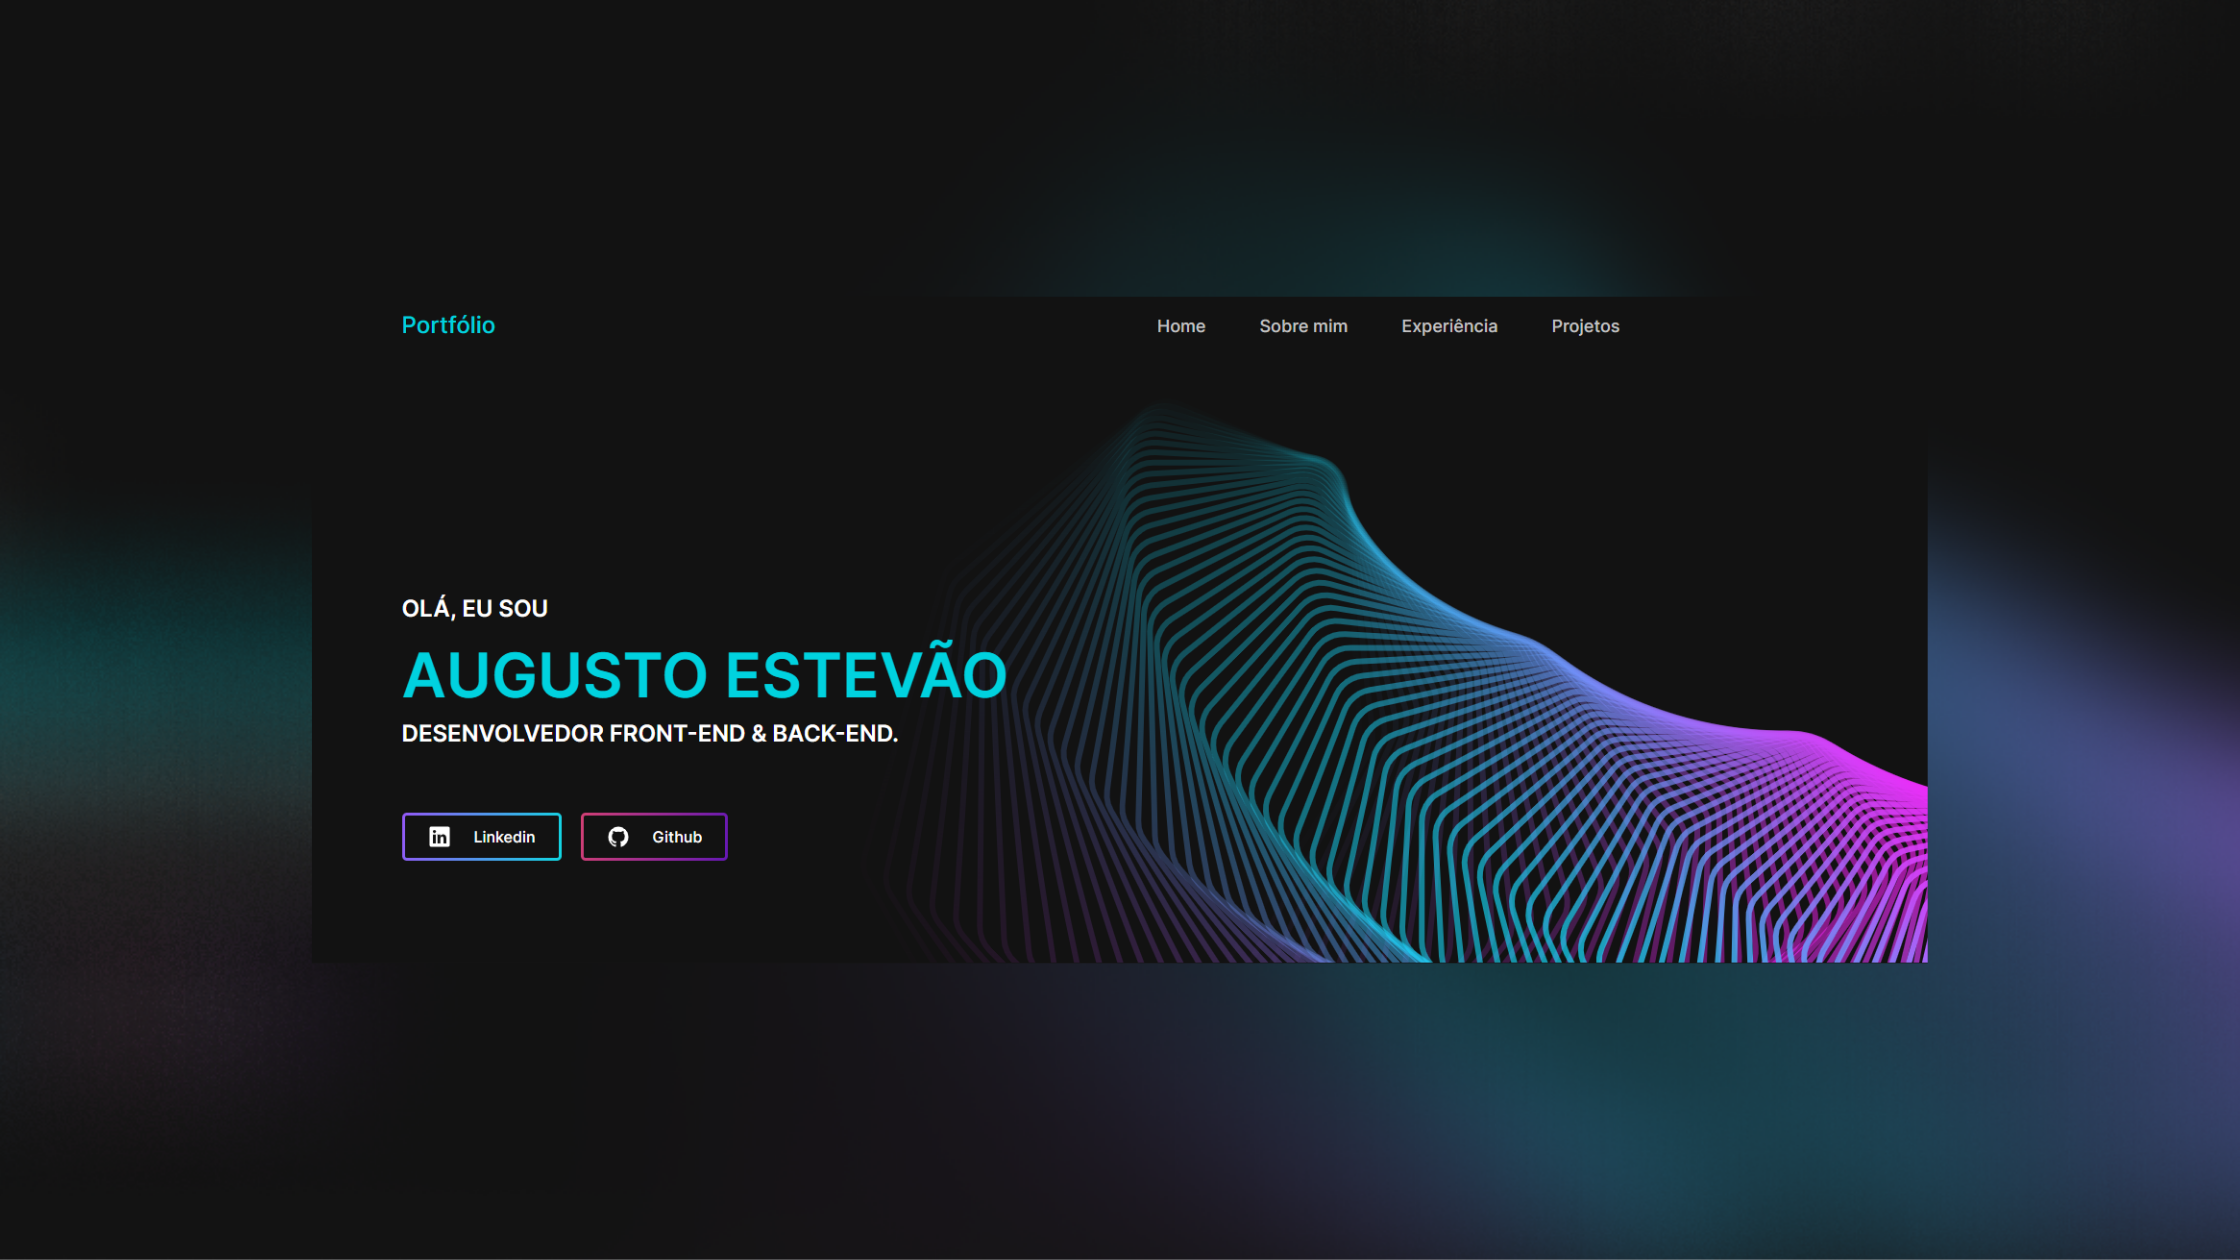 Portfólio
Home Sobre mim Experiência Projetos
OLÁ, EU SOU
AUGUSTO ESTEVÃO
DESENVOLVEDOR FRONT-END & BACK-END.
Linkedin Github